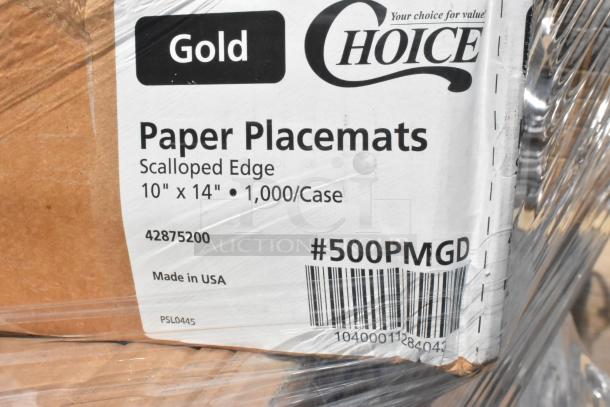 Gold
Your choice for value
CHOICE
Paper Placemats
Scalloped Edge
10" x 14" • 1,000/Case
42875200
AUCTION
#500PMGD
Made in USA
PSL0445